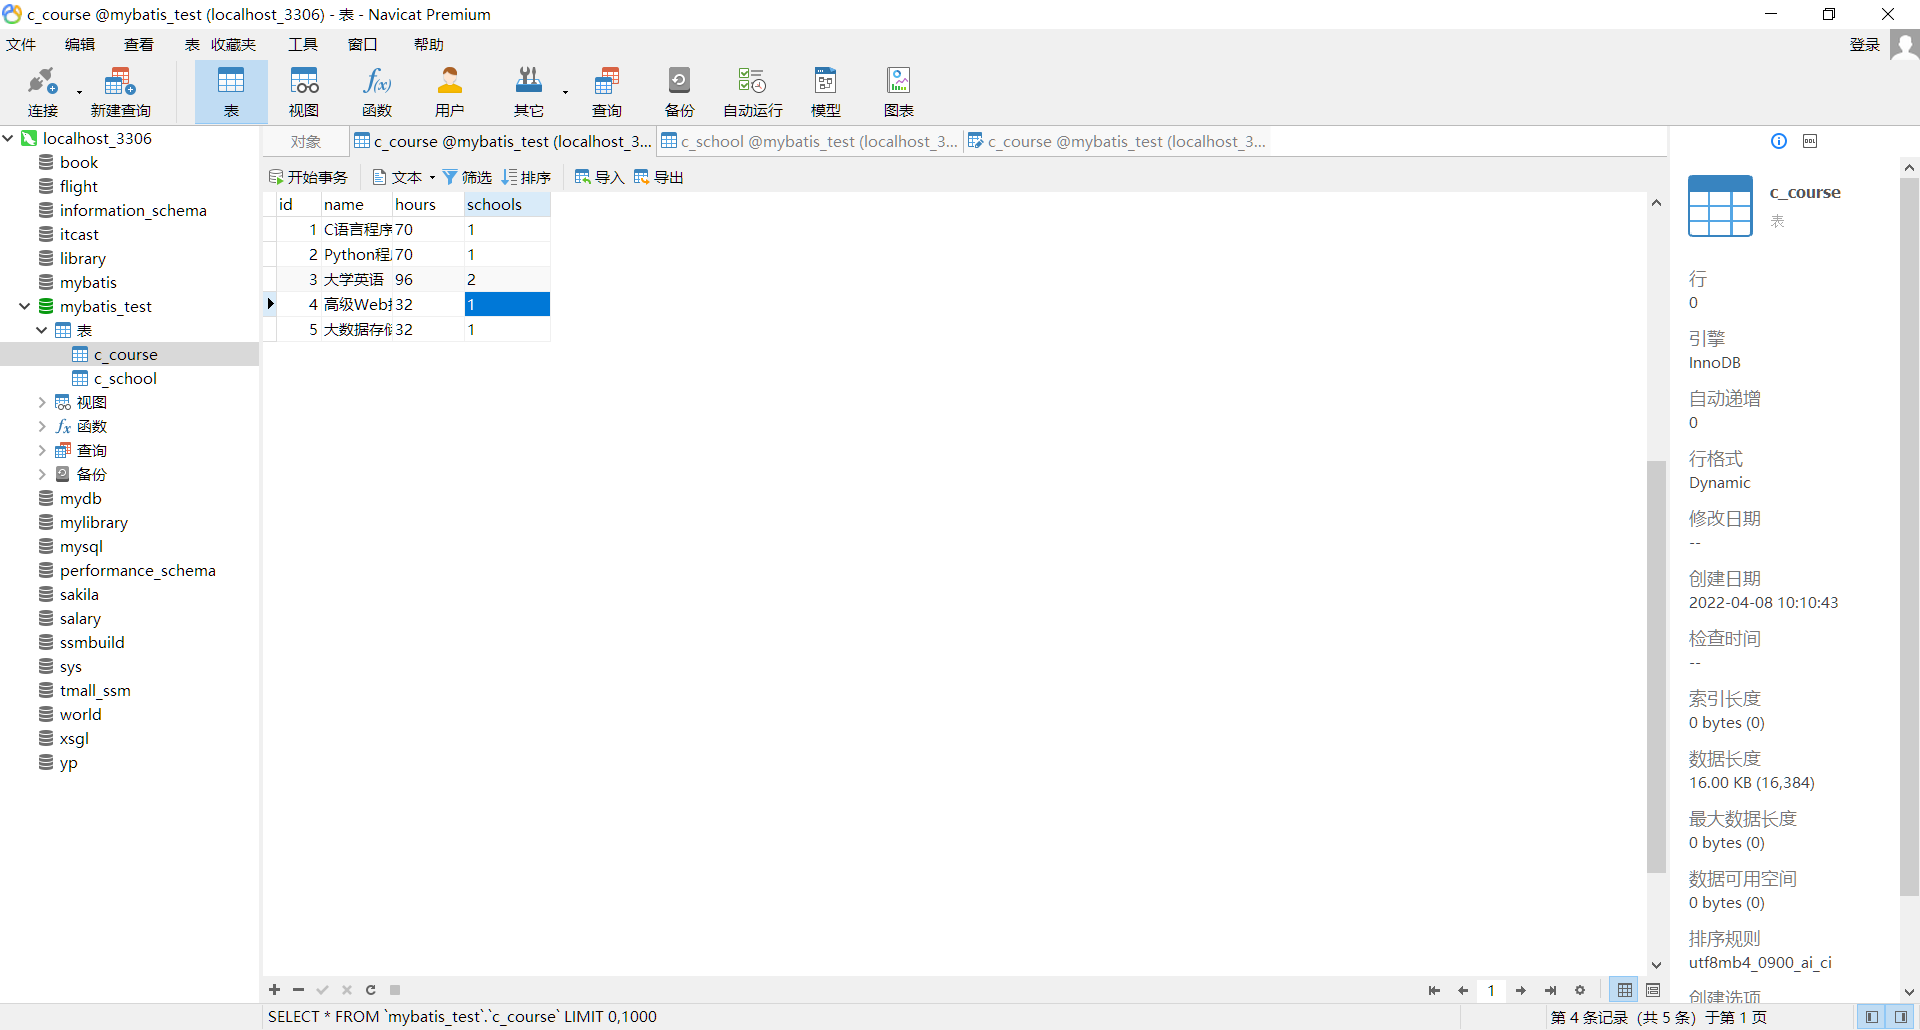 c_course @mybatis_test (localhost_3306) - 表 - Navicat Premium
文件 编辑 查看 表 收藏夹 工具 窗口 帮助 登录
连接 新建查询 表 视图 函数 用户 其它 查询 备份 自动运行 模型 图表
localhost_3306
book
flight
information_schema
itcast
library
mybatis
mybatis_test
表
c_course
c_school
视图
函数
查询
备份
mydb
mylibrary
mysql
performance_schema
sakila
salary
ssmbuild
sys
tmall_ssm
world
xsgl
yp
对象 c_course @mybatis_test (localhost_3... c_school @mybatis_test (localhost_3... c_course @mybatis_test (localhost_3...
开始事务 文本 筛选 排序 导入 导出
id name hours schools
1 C语言程序 70 1
2 Python程 70 1
3 大学英语 96 2
4 高级Web 32 1
5 大数据存储 32 1
DDL
c_course
表
行
0
引擎
InnoDB
自动递增
0
行格式
Dynamic
修改日期
--
创建日期
2022-04-08 10:10:43
检查时间
--
索引长度
0 bytes (0)
数据长度
16.00 KB (16,384)
最大数据长度
0 bytes (0)
数据可用空间
0 bytes (0)
排序规则
utf8mb4_0900_ai_ci
创建选项
1
SELECT * FROM `mybatis_test`.`c_course` LIMIT 0,1000
第 4 条记录 (共 5 条) 于第 1 页